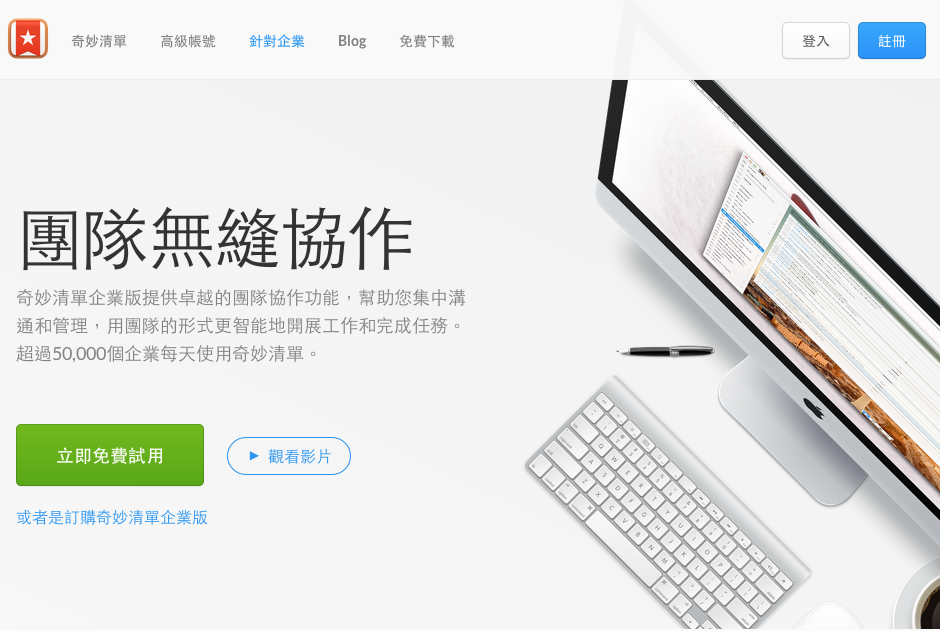 奇妙清單
高級帳號
針對企業
Blog
免費下載
登入
註冊
團隊無縫協作
奇妙清單企業版提供卓越的團隊協作功能，幫助您集中溝
通和管理，用團隊的形式更智能地開展工作和完成任務。
超過50,000個企業每天使用奇妙清單。
立即免費試用
觀看影片
或者是訂購奇妙清單企業版